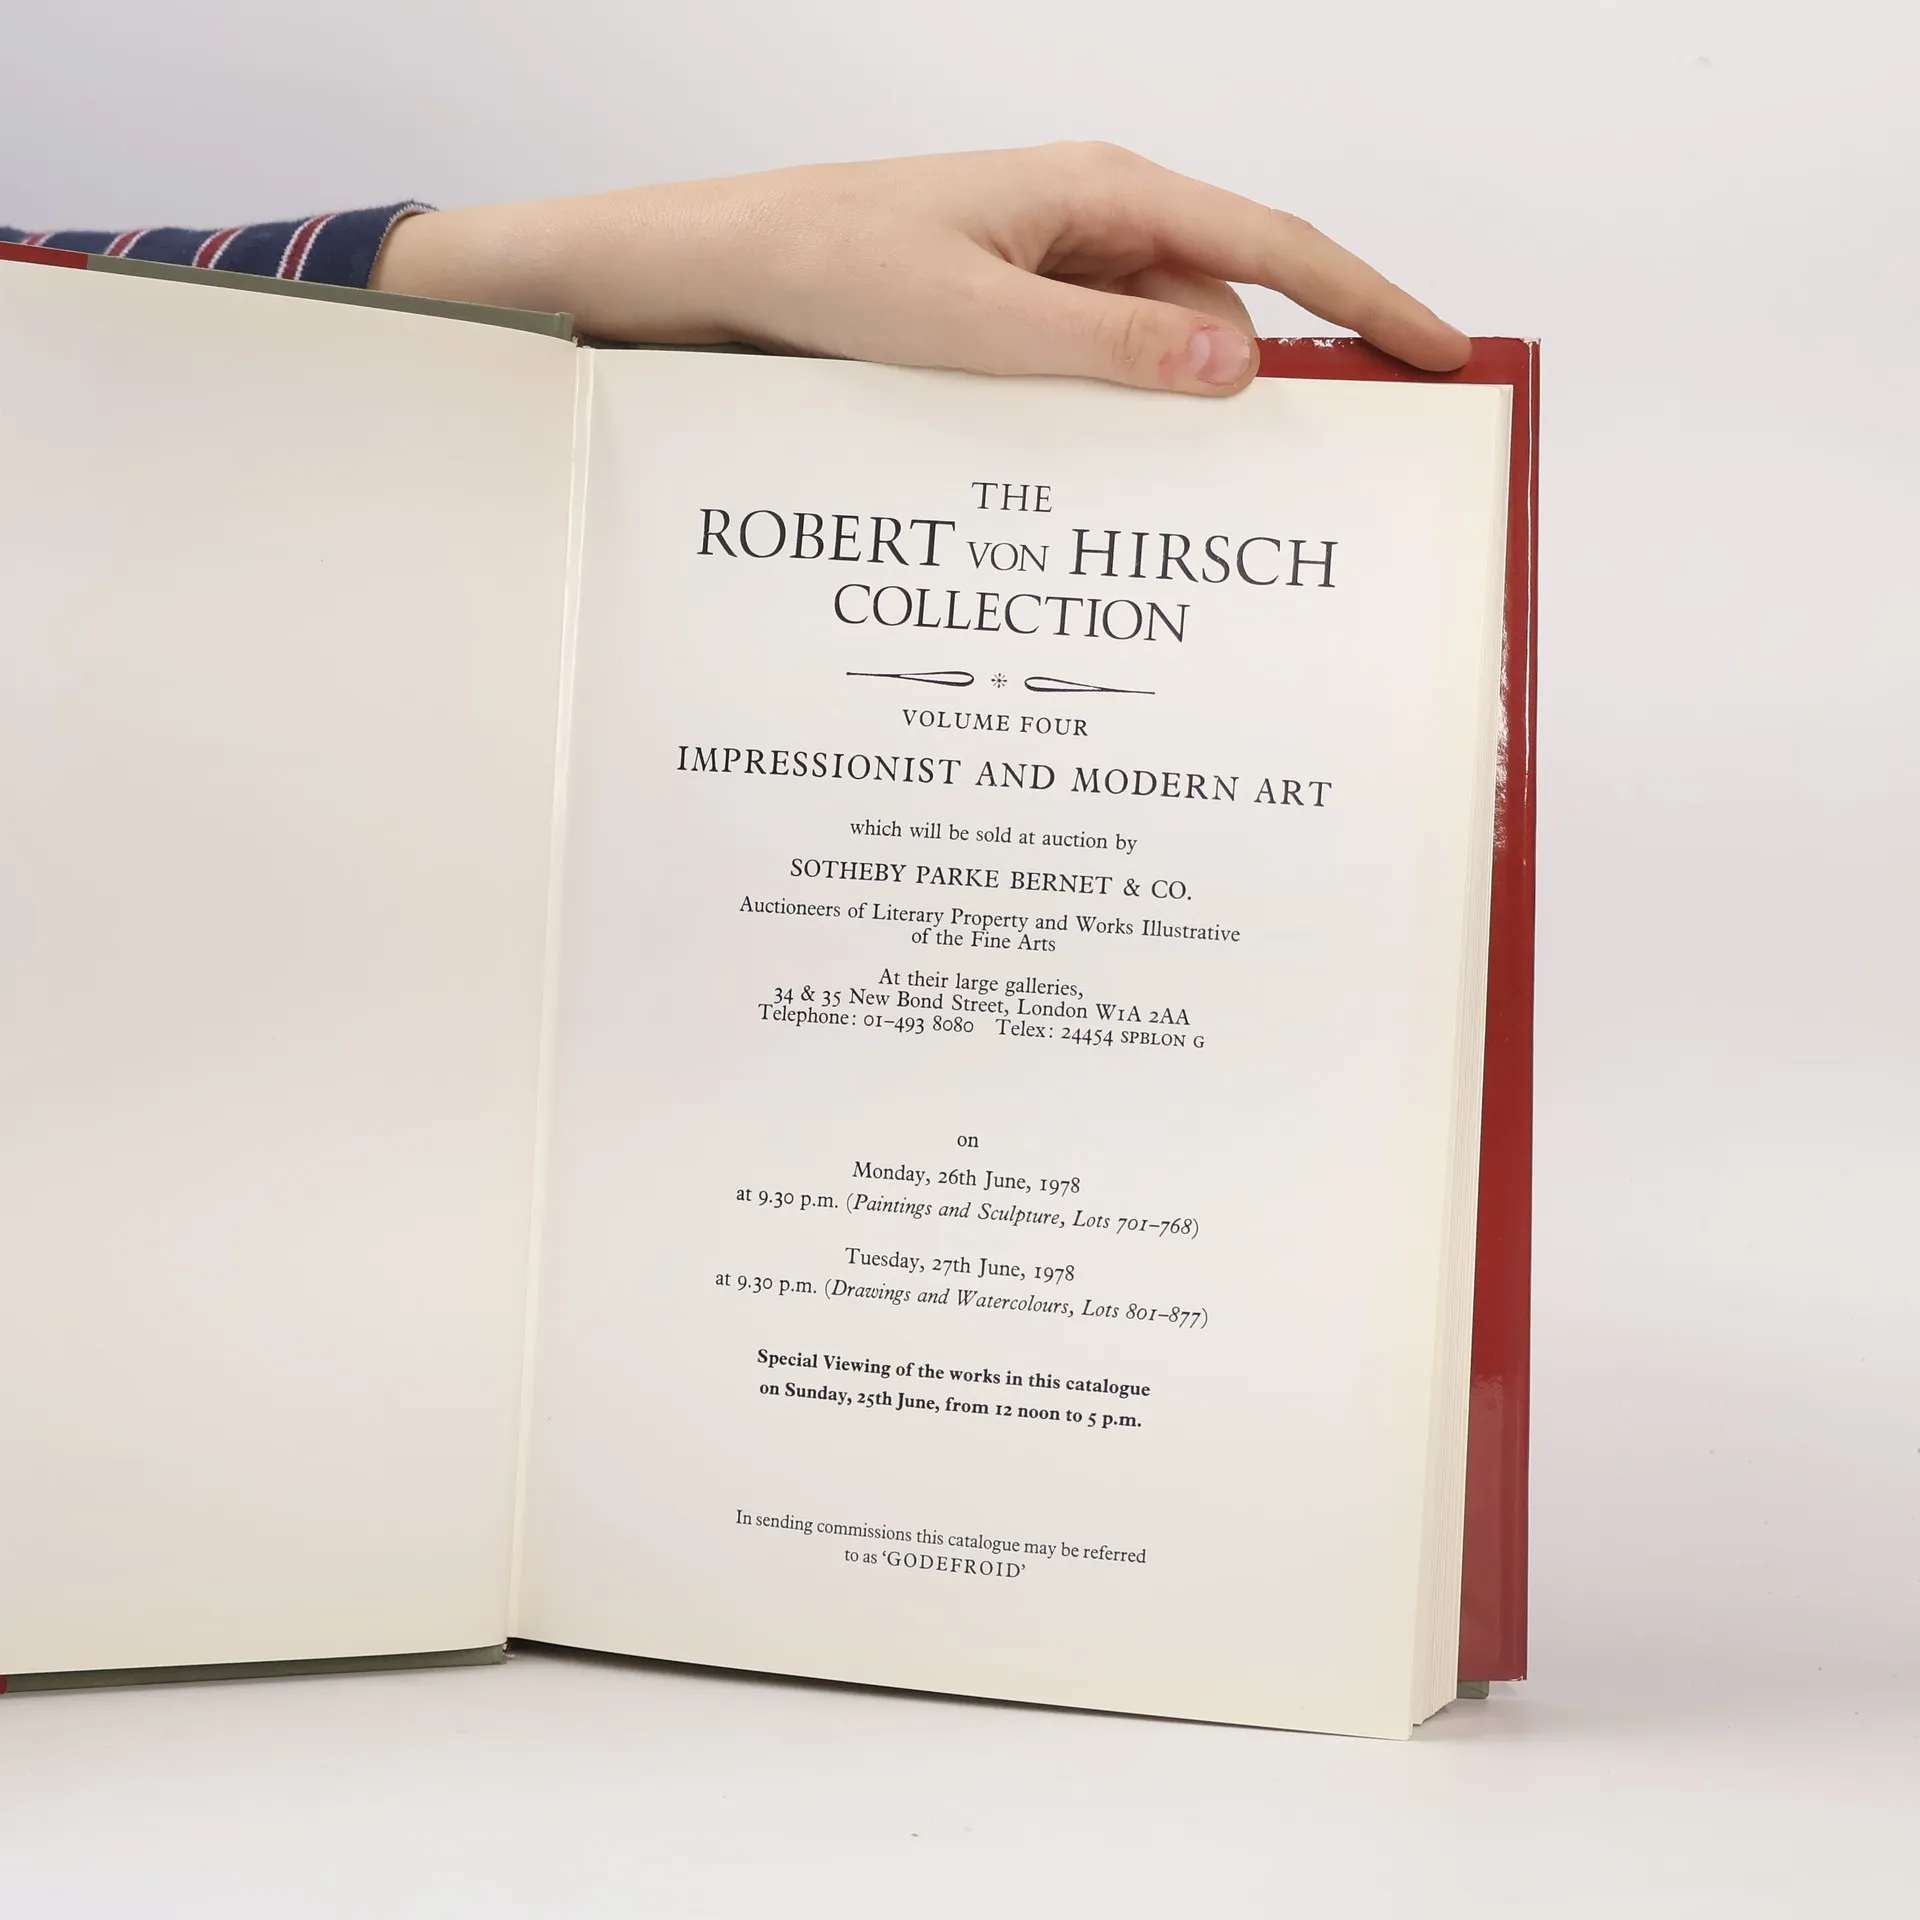 THE
ROBERT VON HIRSCH
COLLECTION
VOLUME FOUR
IMPRESSIONIST AND MODERN ART
which will be sold at auction by
SOTHEBY PARKE BERNET & CO.
Auctioneers of Literary Property and Works Illustrative
of the Fine Arts
At their large galleries,
34 & 35 New Bond Street, London W1A 2AA
Telephone: 01–493 8080 Telex: 24454 SPBLON G
on
Monday, 26th June, 1978
at 9.30 p.m. (Paintings and Sculpture, Lots 701–768)
Tuesday, 27th June, 1978
at 9.30 p.m. (Drawings and Watercolours, Lots 801–877)
Special Viewing of the works in this catalogue
on Sunday, 25th June, from 12 noon to 5 p.m.
In sending commissions this catalogue may be referred
to as ‘GODEFROID’